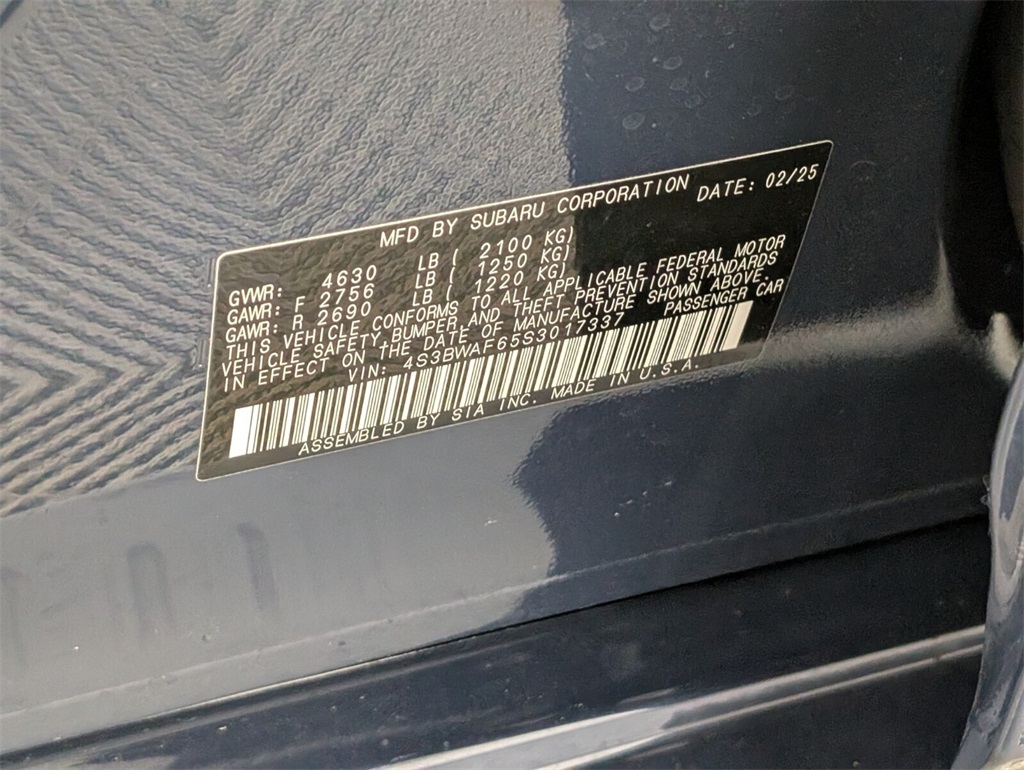 MFD BY SUBARU CORPORATION DATE: 02/25
GVWR: 4630 LB ( 2100 KG)
GAWR: F 2756 LB ( 1250 KG)
GAWR: R 2690 LB ( 1220 KG)
THIS VEHICLE CONFORMS TO ALL APPLICABLE FEDERAL MOTOR
VEHICLE SAFETY,BUMPER,AND THEFT PREVENTION STANDARDS
IN EFFECT ON THE DATE OF MANUFACTURE SHOWN ABOVE.
VIN: 4S3BWAF65S3017337 PASSENGER CAR
ASSEMBLED BY SIA INC. MADE IN U.S.A.